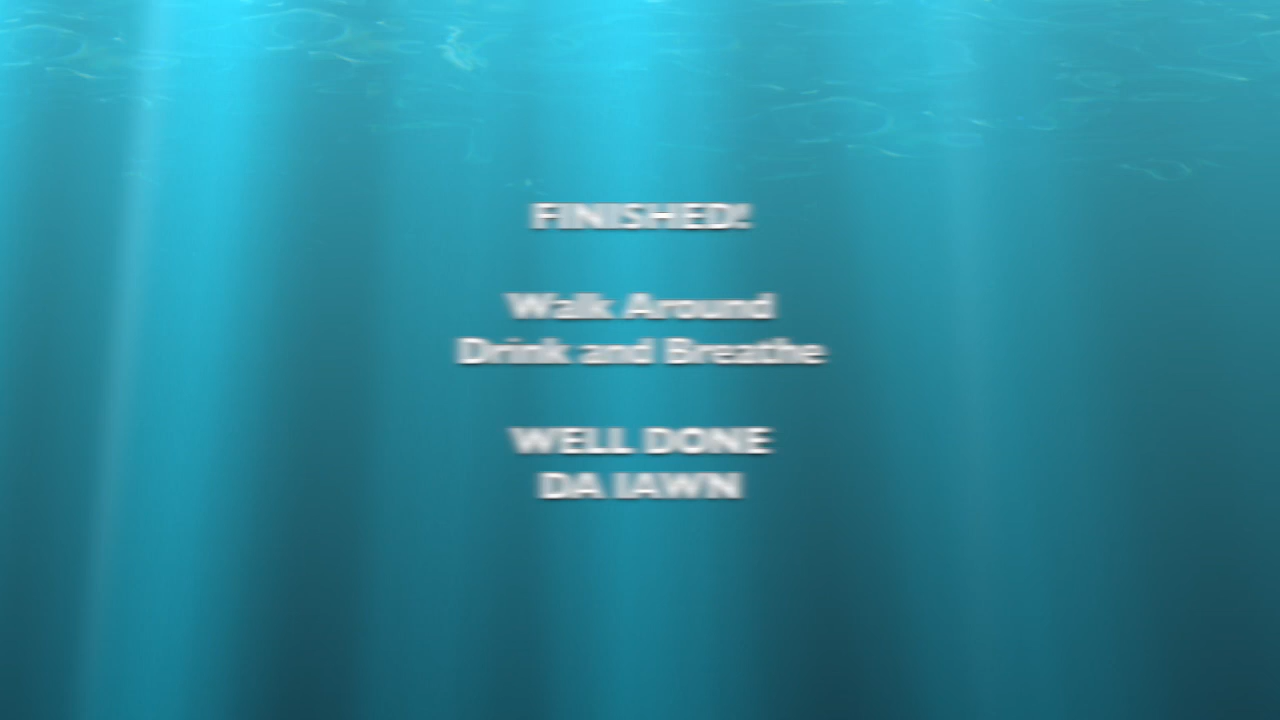 FINISHED!
Walk Around
Drink and Breathe
WELL DONE
DA IAWN